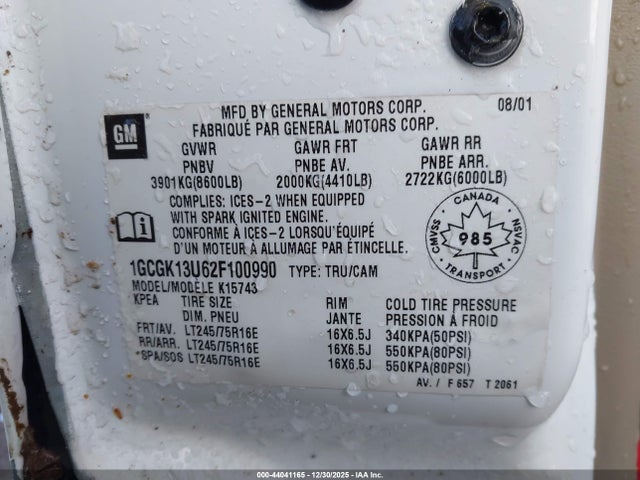 MFD BY GENERAL MOTORS CORP. 08/01
FABRIQUÉ PAR GENERAL MOTORS CORP.
GM
GVWR GAWR FRT GAWR RR
PNBV PNBE AV. PNBE ARR.
3901KG(8600LB) 2000KG(4410LB) 2722KG(6000LB)
COMPLIES: ICES-2 WHEN EQUIPPED
WITH SPARK IGNITED ENGINE.
CONFORME À ICES-2 LORSQU'ÉQUIPÉ
D'UN MOTEUR À ALLUMAGE PAR ÉTINCELLE.
CANADA
CMVSS 985 NSVAC
TRANSPORT
1GCGK13U62F100990 TYPE: TRU/CAM
MODEL/MODÈLE K15743
KPEA TIRE SIZE RIM COLD TIRE PRESSURE
DIM. PNEU JANTE PRESSION À FROID
FRT/AV. LT245/75R16E 16X6.5J 340KPA(50PSI)
RR/ARR. LT245/75R16E 16X6.5J 550KPA(80PSI)
*SPA/SOS LT245/75R16E 16X6.5J 550KPA(80PSI)
AV. / F 657 T 2061
000-44041165 - 12/30/2025 - IAA Inc.